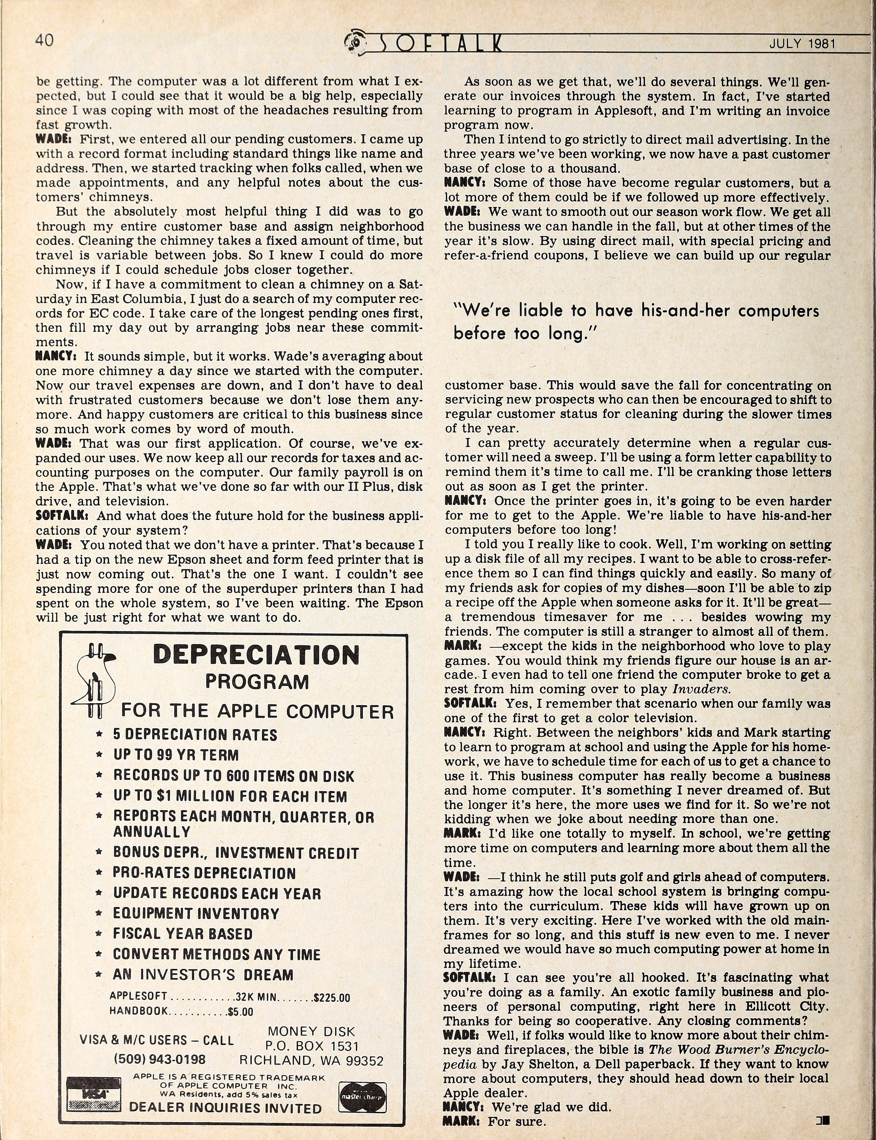 40
SOFTALK
JULY 1981
be getting. The computer was a lot different from what I ex-
pected, but I could see that it would be a big help, especially
since I was coping with most of the headaches resulting from
fast growth.
WADE: First, we entered all our pending customers. I came up
with a record format including standard things like name and
address. Then, we started tracking when folks called, when we
made appointments, and any helpful notes about the cus-
tomers' chimneys.
But the absolutely most helpful thing I did was to go
through my entire customer base and assign neighborhood
codes. Cleaning the chimney takes a fixed amount of time, but
travel is variable between jobs. So I knew I could do more
chimneys if I could schedule jobs closer together.
Now, if I have a commitment to clean a chimney on a Sat-
urday in East Columbia, I just do a search of my computer rec-
ords for EC code. I take care of the longest pending ones first,
then fill my day out by arranging jobs near these commit-
ments.
NANCY: It sounds simple, but it works. Wade's averaging about
one more chimney a day since we started with the computer.
Now our travel expenses are down, and I don't have to deal
with frustrated customers because we don't lose them any-
more. And happy customers are critical to this business since
so much work comes by word of mouth.
WADE: That was our first application. Of course, we've ex-
panded our uses. We now keep all our records for taxes and ac-
counting purposes on the computer. Our family payroll is on
the Apple. That's what we've done so far with our II Plus, disk
drive, and television.
SOFTALK: And what does the future hold for the business appli-
cations of your system?
WADE: You noted that we don't have a printer. That's because I
had a tip on the new Epson sheet and form feed printer that is
just now coming out. That's the one I want. I couldn't see
spending more for one of the superduper printers than I had
spent on the whole system, so I've been waiting. The Epson
will be just right for what we want to do.
DEPRECIATION
PROGRAM
FOR THE APPLE COMPUTER
* 5 DEPRECIATION RATES
* UP TO 99 YR TERM
* RECORDS UP TO 600 ITEMS ON DISK
* UP TO $1 MILLION FOR EACH ITEM
* REPORTS EACH MONTH, QUARTER, OR
ANNUALLY
* BONUS DEPR., INVESTMENT CREDIT
* PRO-RATES DEPRECIATION
* UPDATE RECORDS EACH YEAR
* EQUIPMENT INVENTORY
* FISCAL YEAR BASED
* CONVERT METHODS ANY TIME
* AN INVESTOR'S DREAM
APPLESOFT...........32K MIN.......$225.00
HANDBOOK...........$5.00
VISA & M/C USERS – CALL
(509) 943-0198
MONEY DISK
P.O. BOX 1531
RICHLAND, WA 99352
APPLE IS A REGISTERED TRADEMARK
OF APPLE COMPUTER INC.
WA Residents, add 5% sales tax
DEALER INQUIRIES INVITED
VISA
master charge
As soon as we get that, we'll do several things. We'll gen-
erate our invoices through the system. In fact, I've started
learning to program in Applesoft, and I'm writing an invoice
program now.
Then I intend to go strictly to direct mail advertising. In the
three years we've been working, we now have a past customer
base of close to a thousand.
NANCY: Some of those have become regular customers, but a
lot more of them could be if we followed up more effectively.
WADE: We want to smooth out our season work flow. We get all
the business we can handle in the fall, but at other times of the
year it's slow. By using direct mail, with special pricing and
refer-a-friend coupons, I believe we can build up our regular
"We're liable to have his-and-her computers
before too long."
customer base. This would save the fall for concentrating on
servicing new prospects who can then be encouraged to shift to
regular customer status for cleaning during the slower times
of the year.
I can pretty accurately determine when a regular cus-
tomer will need a sweep. I'll be using a form letter capability to
remind them it's time to call me. I'll be cranking those letters
out as soon as I get the printer.
NANCY: Once the printer goes in, it's going to be even harder
for me to get to the Apple. We're liable to have his-and-her
computers before too long!
I told you I really like to cook. Well, I'm working on setting
up a disk file of all my recipes. I want to be able to cross-refer-
ence them so I can find things quickly and easily. So many of
my friends ask for copies of my dishes—soon I'll be able to zip
a recipe off the Apple when someone asks for it. It'll be great—
a tremendous timesaver for me . . . besides wowing my
friends. The computer is still a stranger to almost all of them.
MARK: —except the kids in the neighborhood who love to play
games. You would think my friends figure our house is an ar-
cade. I even had to tell one friend the computer broke to get a
rest from him coming over to play Invaders.
SOFTALK: Yes, I remember that scenario when our family was
one of the first to get a color television.
NANCY: Right. Between the neighbors' kids and Mark starting
to learn to program at school and using the Apple for his home-
work, we have to schedule time for each of us to get a chance to
use it. This business computer has really become a business
and home computer. It's something I never dreamed of. But
the longer it's here, the more uses we find for it. So we're not
kidding when we joke about needing more than one.
MARK: I'd like one totally to myself. In school, we're getting
more time on computers and learning more about them all the
time.
WADE: —I think he still puts golf and girls ahead of computers.
It's amazing how the local school system is bringing compu-
ters into the curriculum. These kids will have grown up on
them. It's very exciting. Here I've worked with the old main-
frames for so long, and this stuff is new even to me. I never
dreamed we would have so much computing power at home in
my lifetime.
SOFTALK: I can see you're all hooked. It's fascinating what
you're doing as a family. An exotic family business and pio-
neers of personal computing, right here in Ellicott City.
Thanks for being so cooperative. Any closing comments?
WADE: Well, if folks would like to know more about their chim-
neys and fireplaces, the bible is The Wood Burner's Encyclo-
pedia by Jay Shelton, a Dell paperback. If they want to know
more about computers, they should head down to their local
Apple dealer.
NANCY: We're glad we did.
MARK: For sure.